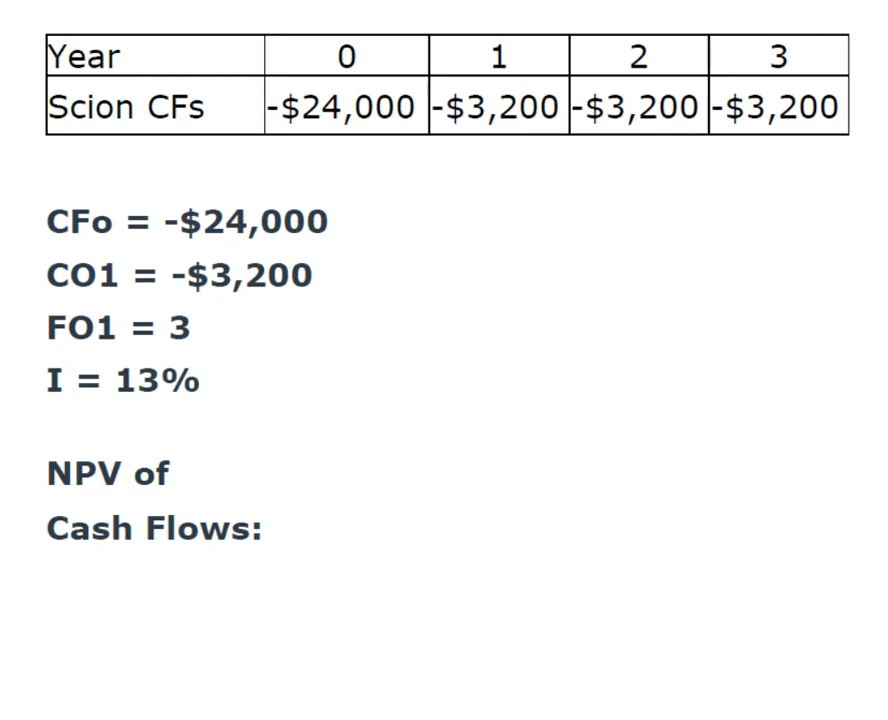 Year 0 1 2 3
Scion CFs -$24,000 -$3,200 -$3,200 -$3,200
CFo = -$24,000
CO1 = -$3,200
FO1 = 3
I = 13%
NPV of
Cash Flows: